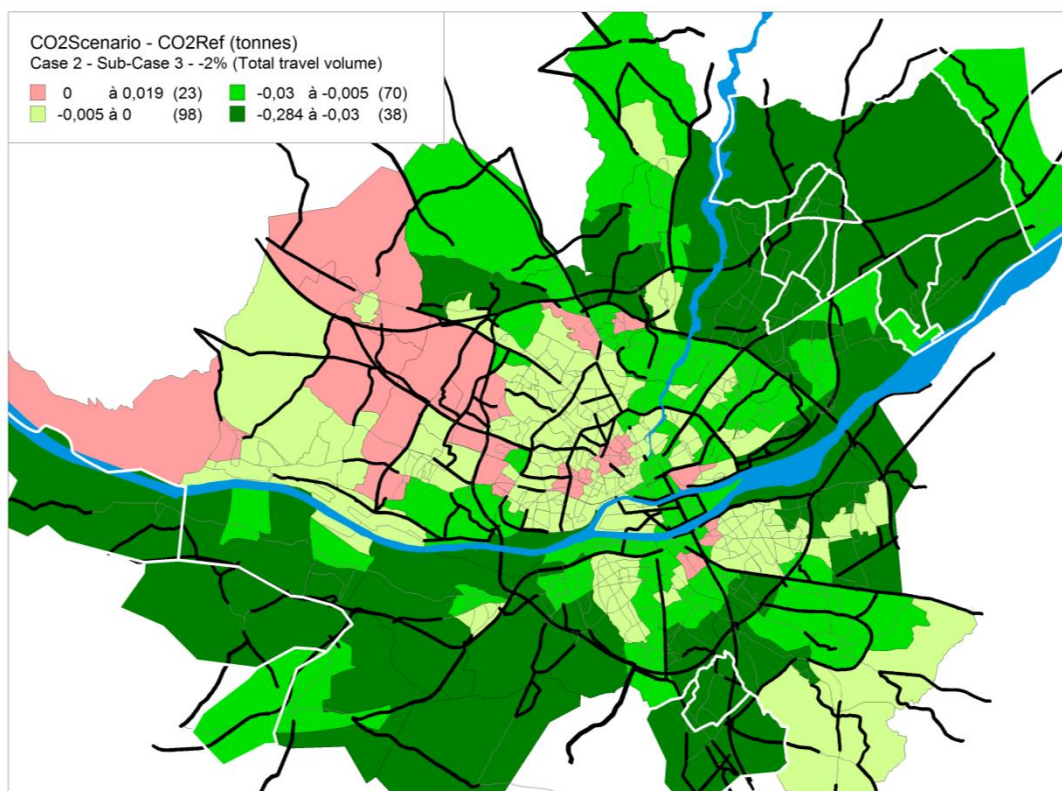 CO2Scenario - CO2Ref (tonnes)
Case 2 - Sub-Case 3 - -2% (Total travel volume)
0 à 0,019 (23)
-0,005 à 0 (98)
-0,03 à -0,005 (70)
-0,284 à -0,03 (38)